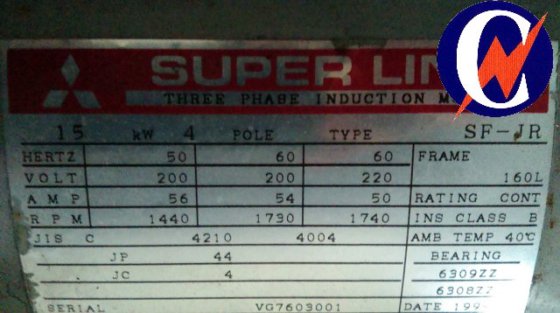 SUPER LIN
THREE PHASE INDUCTION M
15 kW 4 POLE TYPE SF-JR
HERTZ 50 60 60 FRAME
VOLT 200 200 220 160L
AMP 56 54 50 RATING CONT
RPM 1440 1730 1740 INS CLASS B
JIS C 4210 4004 AMB TEMP 40℃
JP 44 BEARING
JC 4 6309ZZ
6308ZZ
SERIAL VG7603001 DATE 199